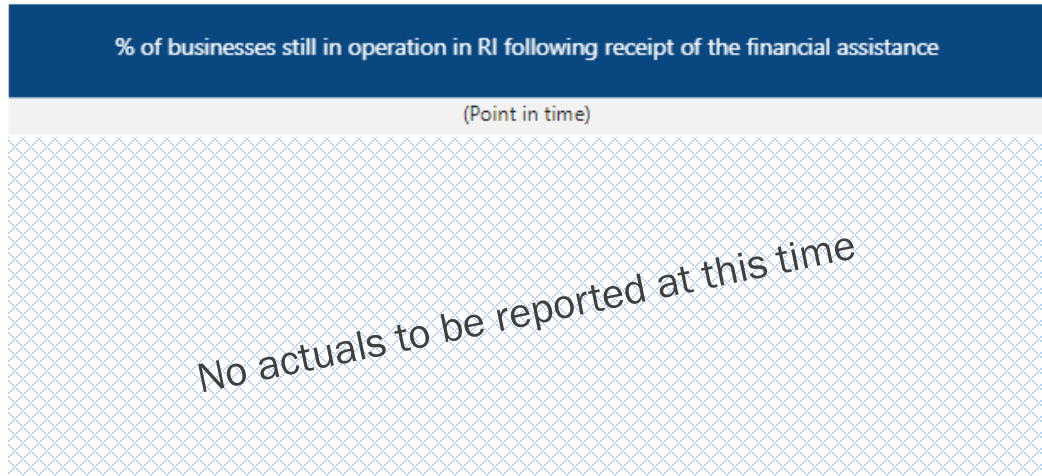 % of businesses still in operation in RI following receipt of the financial assistance
(Point in time)
No actuals to be reported at this time